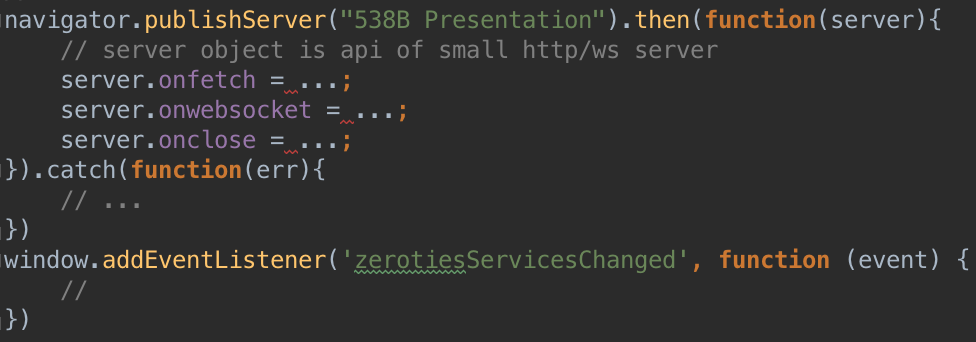 navigator.publishServer("538B Presentation").then(function(server){
    // server object is api of small http/ws server
    server.onfetch = ...;
    server.onwebsocket = ...;
    server.onclose = ...;
}).catch(function(err){
    // ...
})
window.addEventListener('zerotiesServicesChanged', function (event) {
    //
})